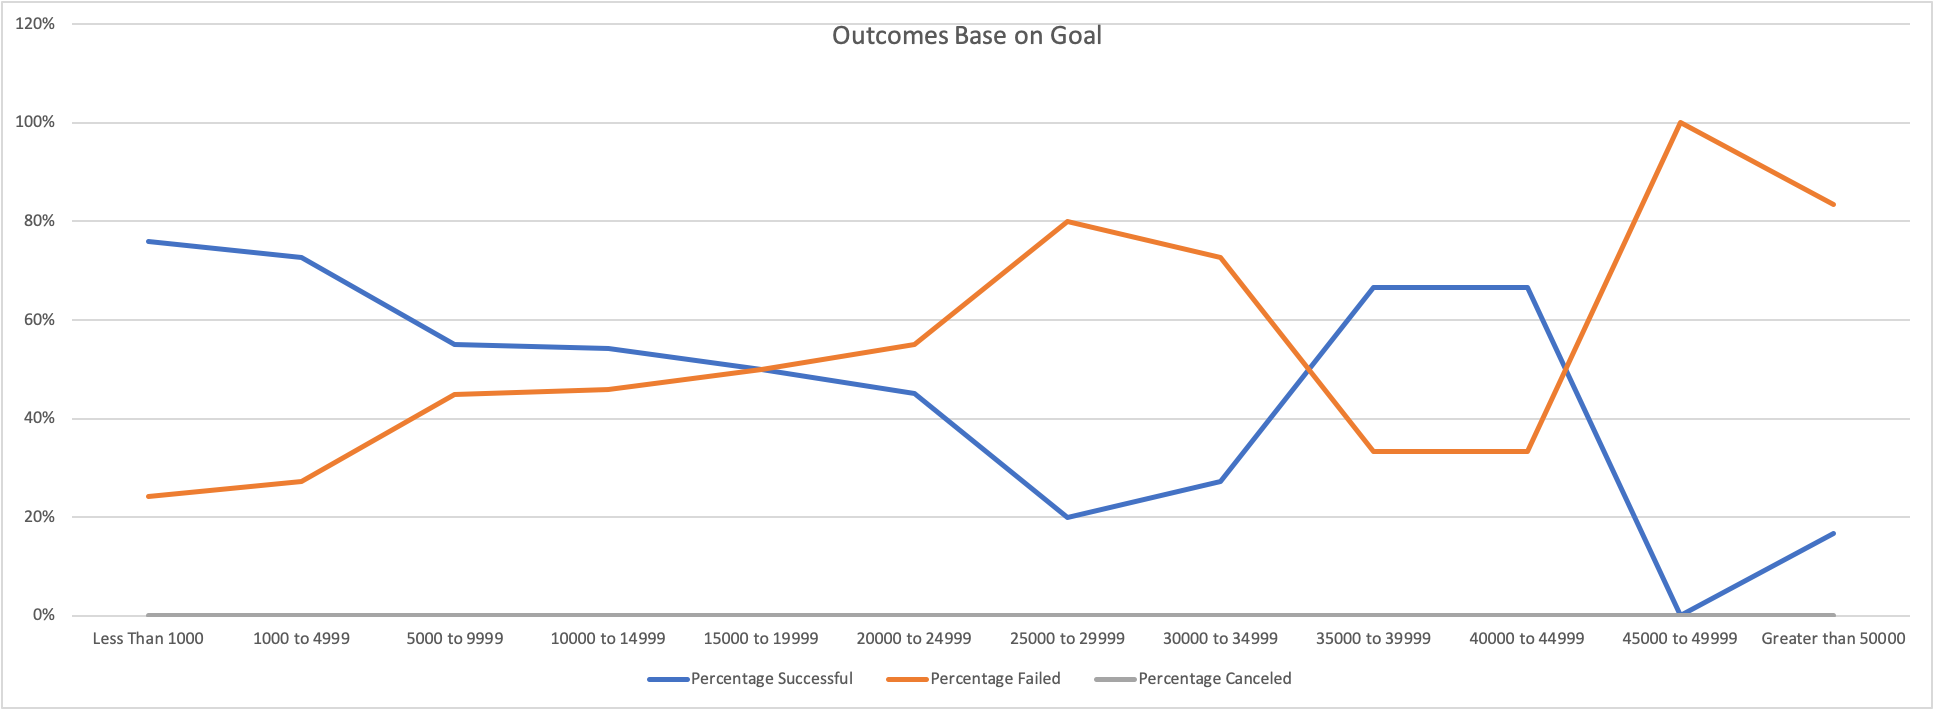 Outcomes Base on Goal
120%
100%
80%
60%
40%
20%
0%
Less Than 1000 1000 to 4999 5000 to 9999 10000 to 14999 15000 to 19999 20000 to 24999 25000 to 29999 30000 to 34999 35000 to 39999 40000 to 44999 45000 to 49999 Greater than 50000
Percentage Successful Percentage Failed Percentage Canceled